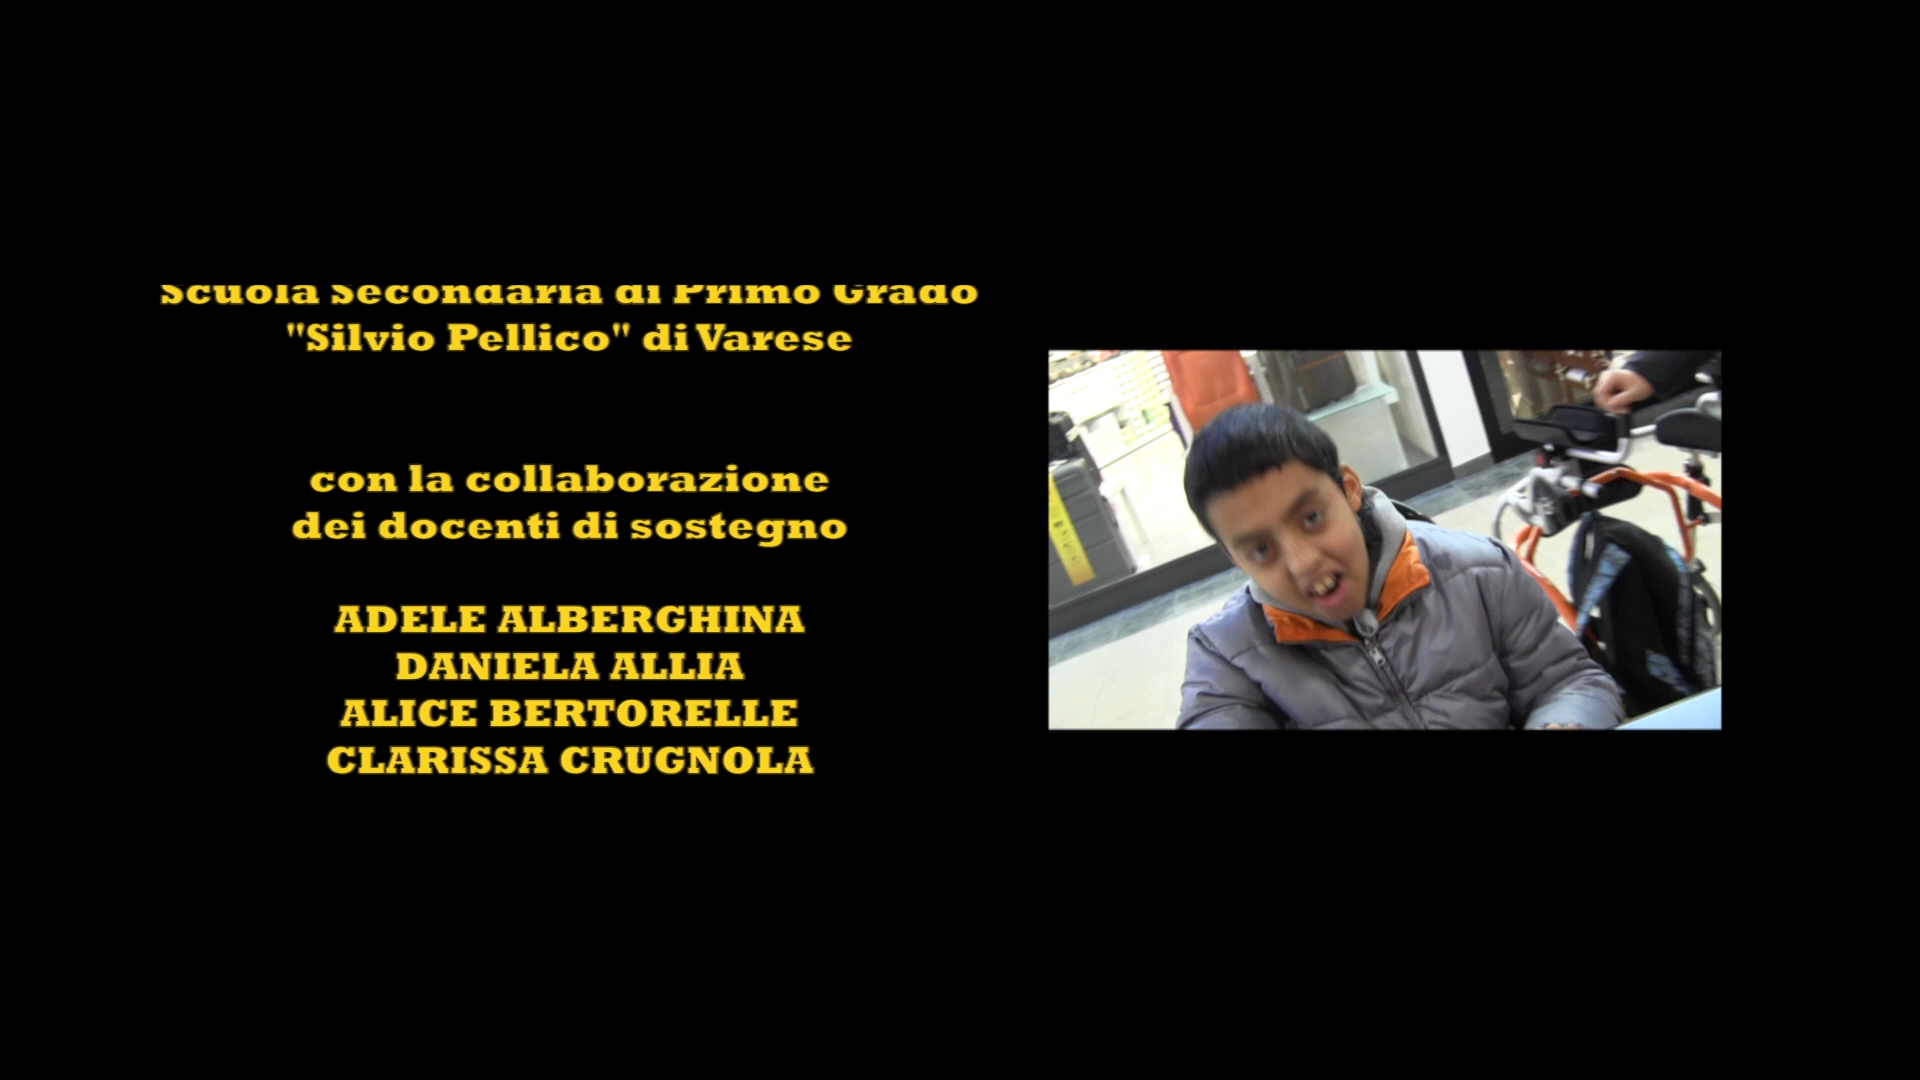 Scuola Secondaria di Primo Grado
"Silvio Pellico" di Varese
con la collaborazione
dei docenti di sostegno
ADELE ALBERGHINA
DANIELA ALLIA
ALICE BERTORELLE
CLARISSA CRUGNOLA